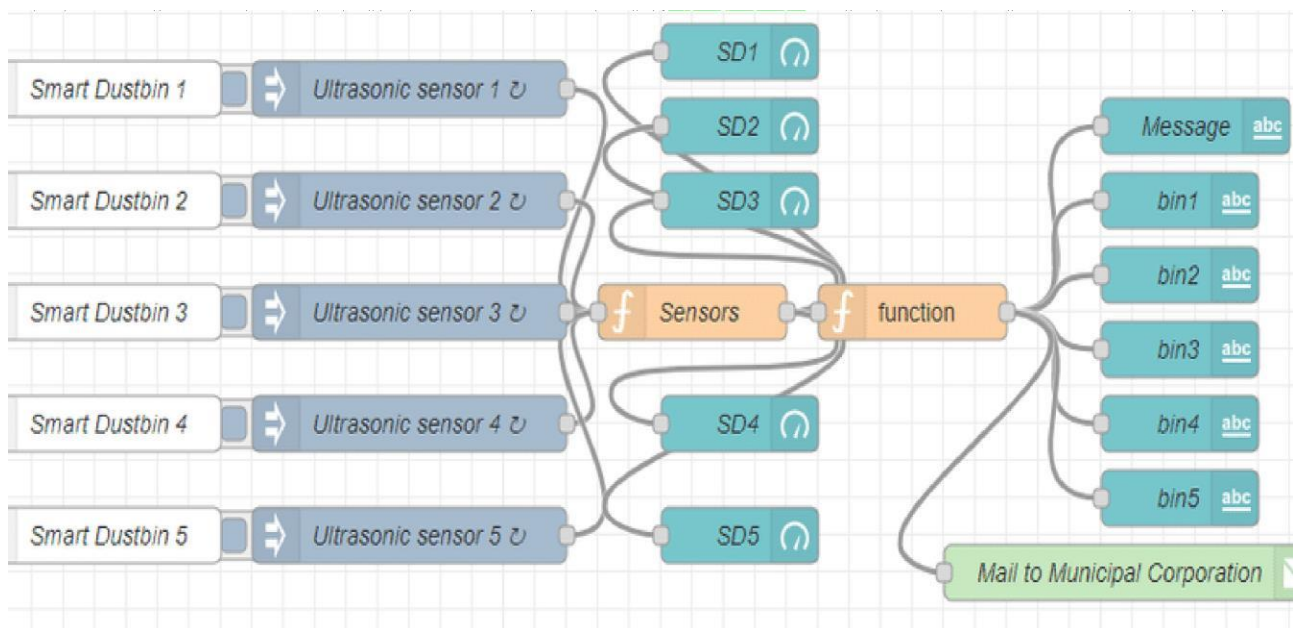 Smart Dustbin 1
Ultrasonic sensor 1 ↻
Smart Dustbin 2
Ultrasonic sensor 2 ↻
Smart Dustbin 3
Ultrasonic sensor 3 ↻
Smart Dustbin 4
Ultrasonic sensor 4 ↻
Smart Dustbin 5
Ultrasonic sensor 5 ↻
SD1
SD2
SD3
Sensors
SD4
SD5
f
function
Message abc
bin1 abc
bin2 abc
bin3 abc
bin4 abc
bin5 abc
Mail to Municipal Corporation